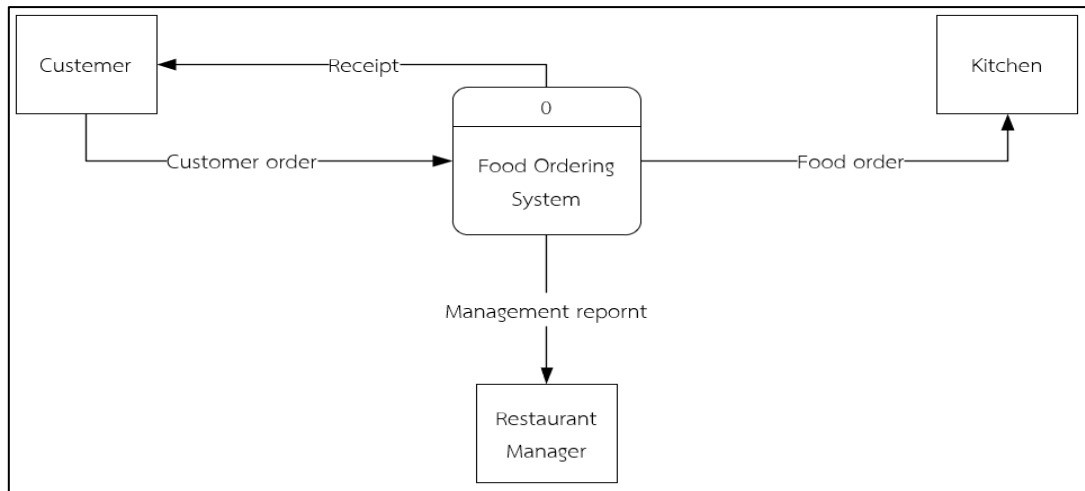 Custemer
Receipt
Kitchen
0
Customer order
Food Ordering
System
Food order
Management repornt
Restaurant
Manager